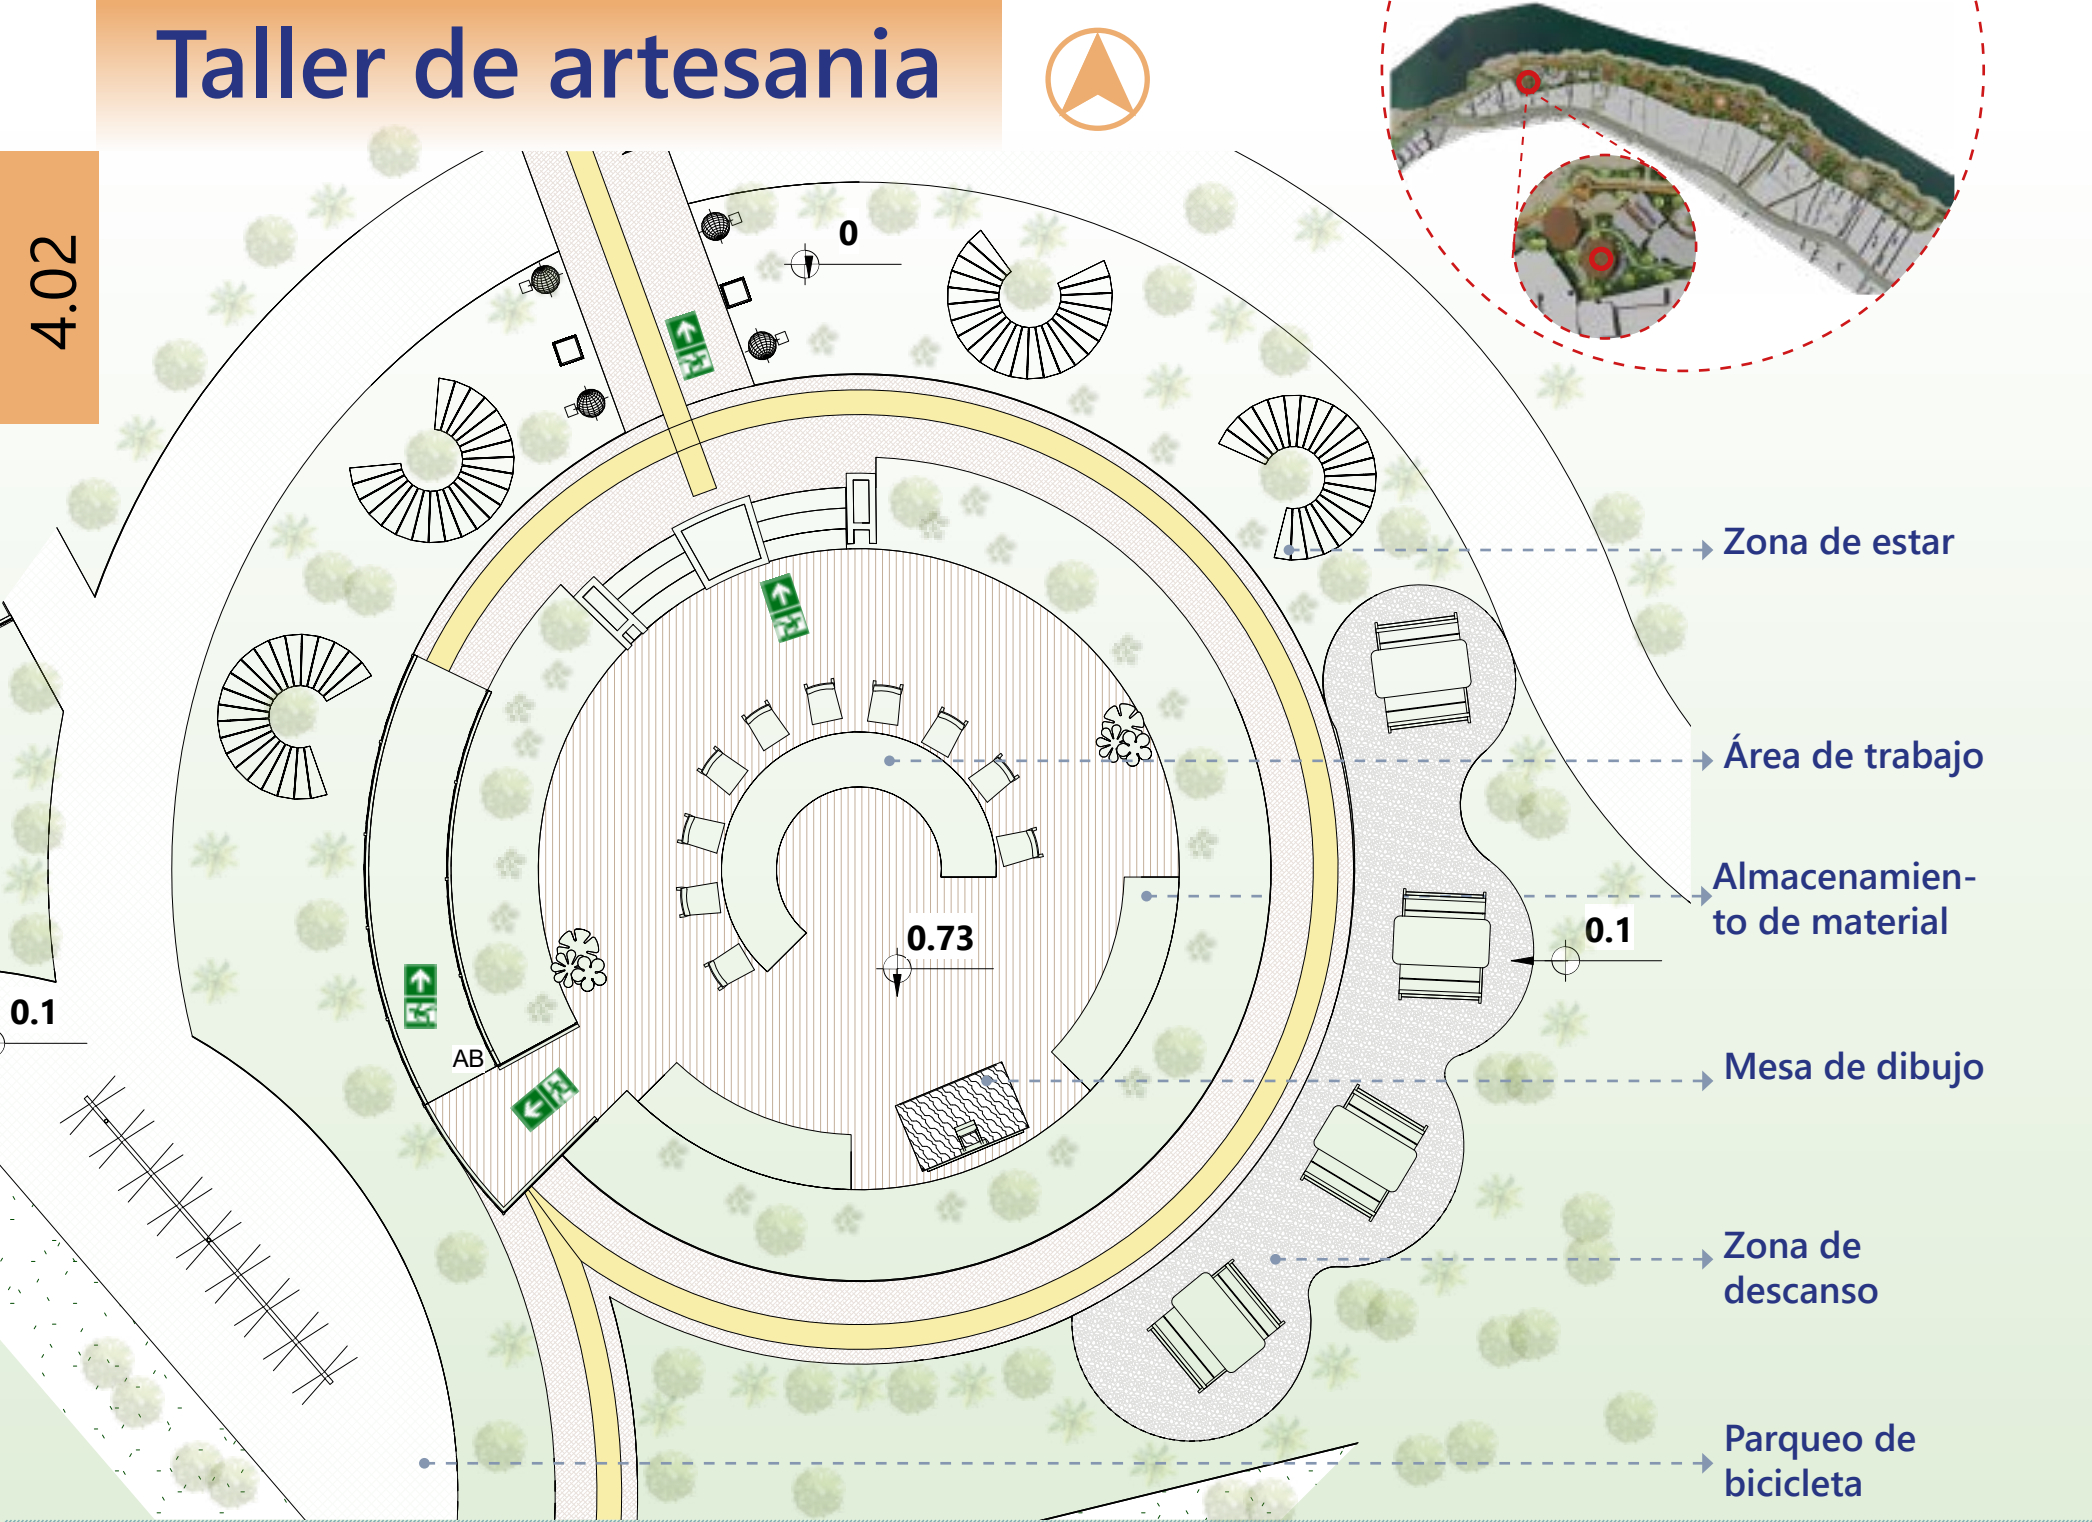 Taller de artesania
4.02
0
Zona de estar
Área de trabajo
Almacenamien-
to de material
0.1
0.73
0.1
AB
Mesa de dibujo
Zona de
descanso
Parqueo de
bicicleta